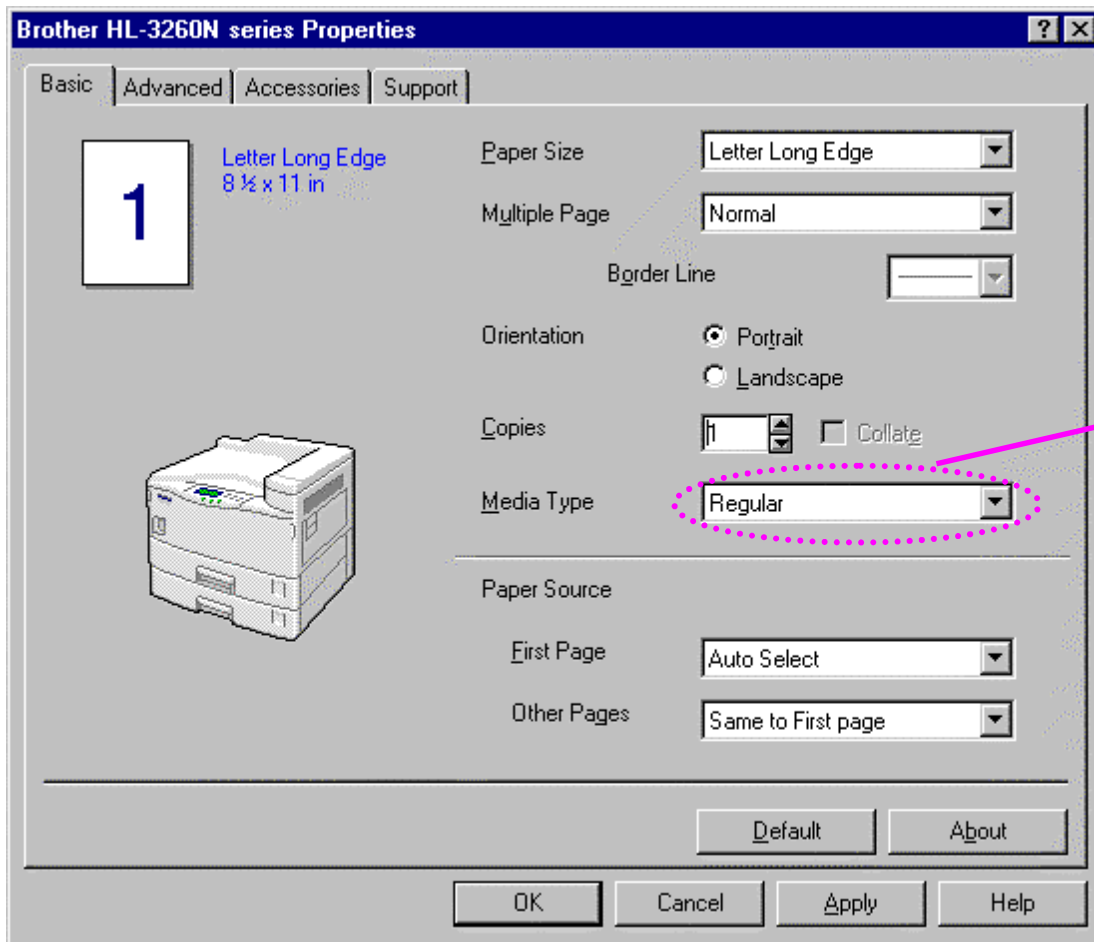 Brother HL-3260N series Properties
Basic Advanced Accessories Support
1
Letter Long Edge
8 ½ x 11 in
Paper Size Letter Long Edge
Multiple Page Normal
Border Line
Orientation Portrait
Landscape
Copies 1 Collate
Media Type Regular
Paper Source
First Page Auto Select
Other Pages Same to First page
Default About
OK Cancel Apply Help